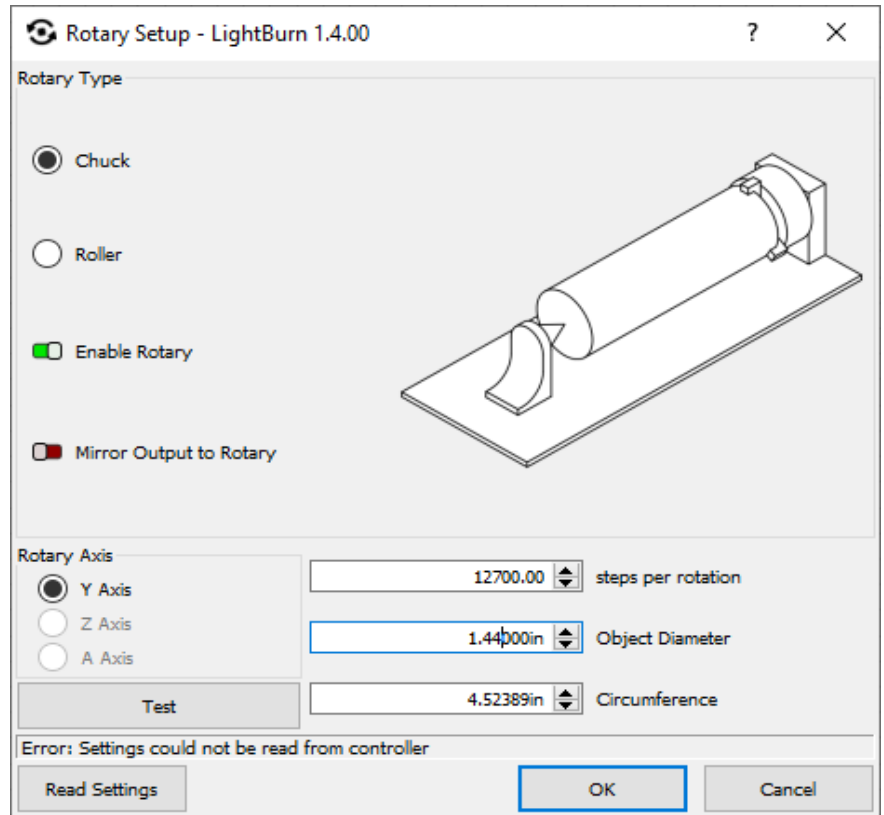 Rotary Setup - LightBurn 1.4.00 ?
Rotary Type
Chuck
Roller
Enable Rotary
Mirror Output to Rotary
Rotary Axis
Y Axis
Z Axis
A Axis
12700.00 steps per rotation
1.44000in Object Diameter
4.52389in Circumference
Test
Error: Settings could not be read from controller
Read Settings OK Cancel